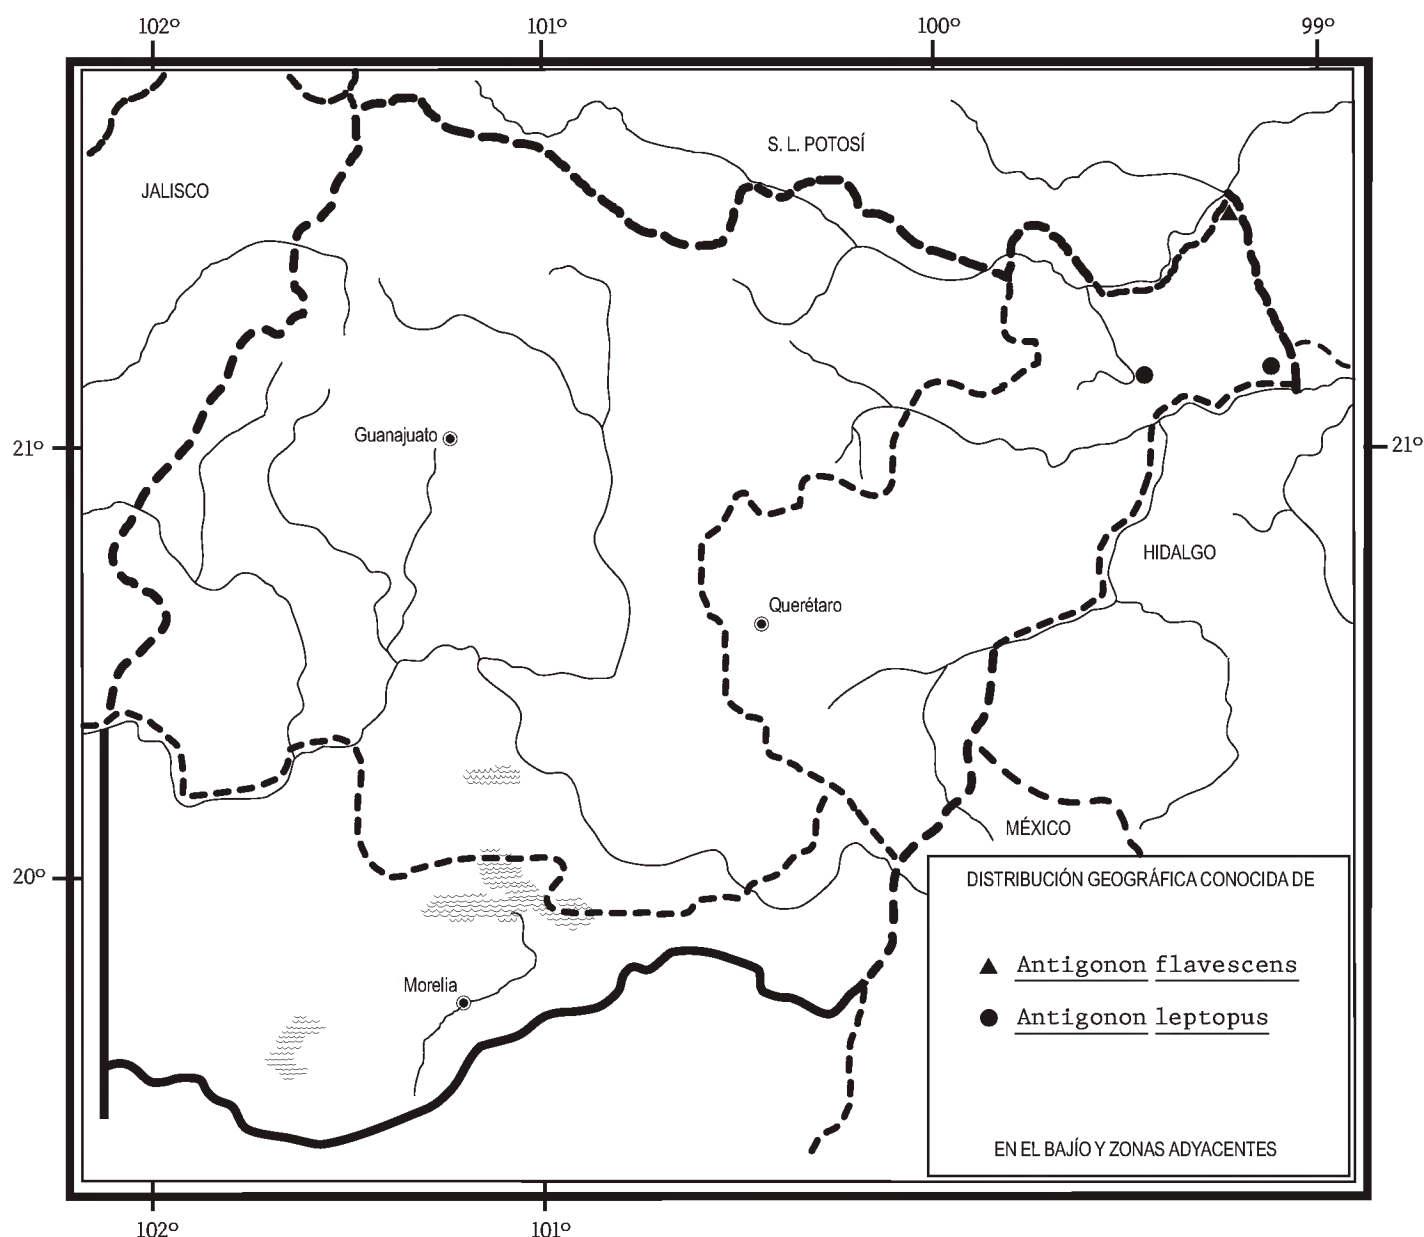 102º 101º 100º 99º
S. L. POTOSÍ
JALISCO
Guanajuato
21º 21º
HIDALGO
Querétaro
MÉXICO
20º
DISTRIBUCIÓN GEOGRÁFICA CONOCIDA DE
Antigonon flavescens
Morelia
Antigonon leptopus
EN EL BAJÍO Y ZONAS ADYACENTES
102º 101º